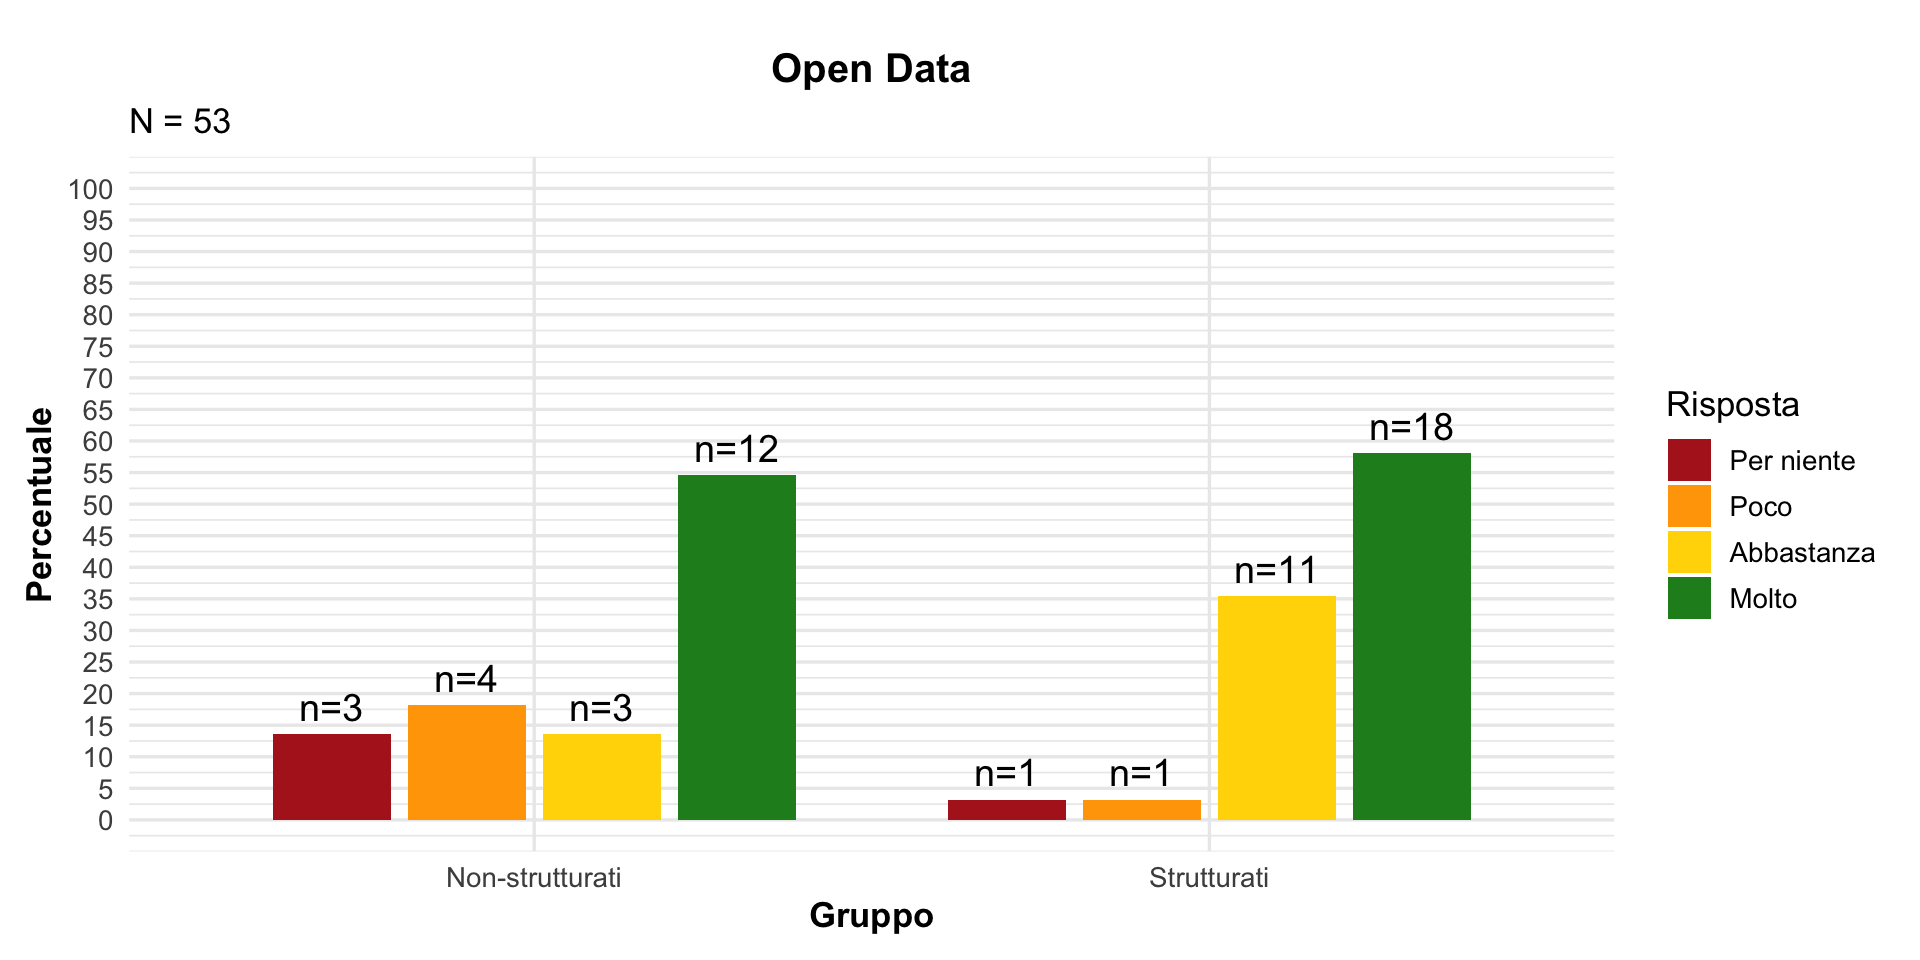 Open Data
N = 53
Percentuale
100
95
90
85
80
75
70
65
60
55
50
45
40
35
30
25
20
15
10
5
0
n=3
n=4
n=3
n=12
n=1
n=1
n=11
n=18
Non-strutturati
Strutturati
Gruppo
Risposta
Per niente
Poco
Abbastanza
Molto